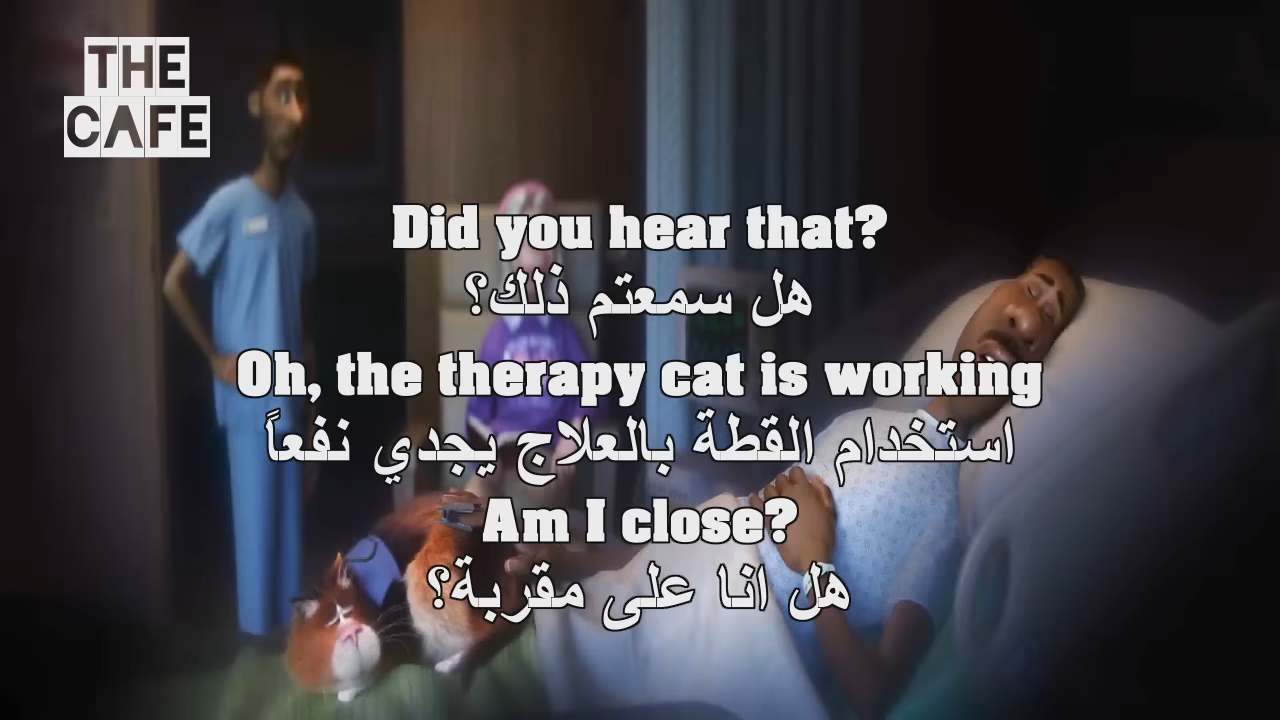 THE
CAFE
Did you hear that?
هل سمعتم ذلك؟
Oh, the therapy cat is working
استخدام القطة بالعلاج يجدي نفعاً
Am I close?
هل انا على مقربة؟